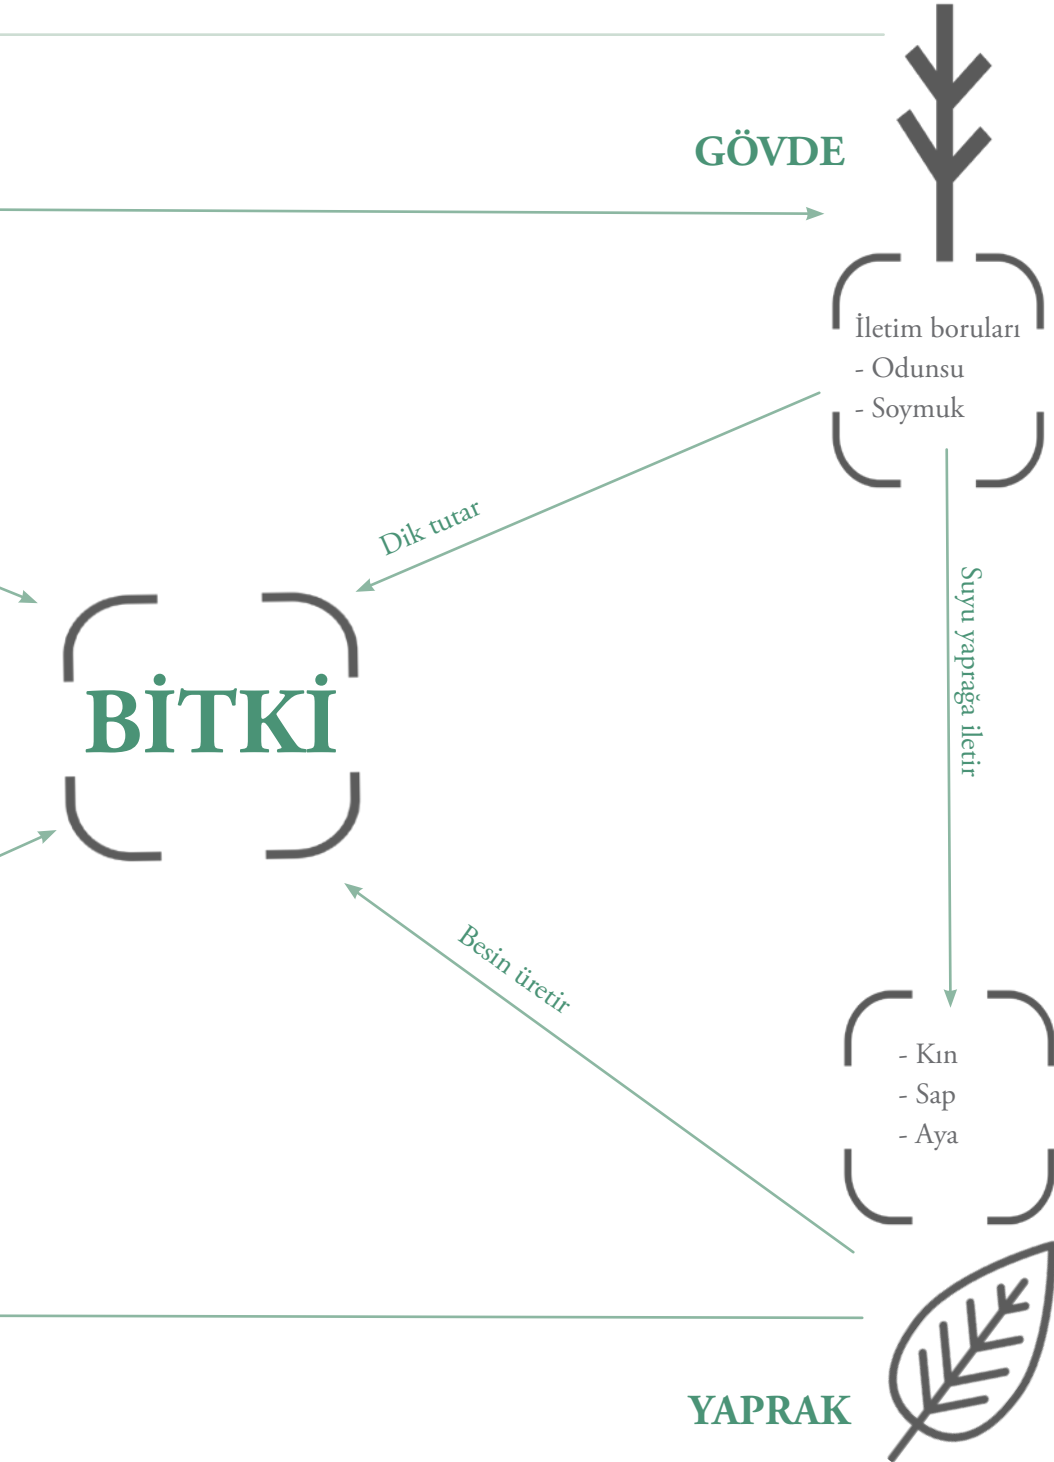 GÖVDE
İletim boruları
- Odunsu
- Soymuk
Dik tutar
Suyu yaprağa iletir
BİTKİ
Besin üretir
- Kın
- Sap
- Aya
YAPRAK